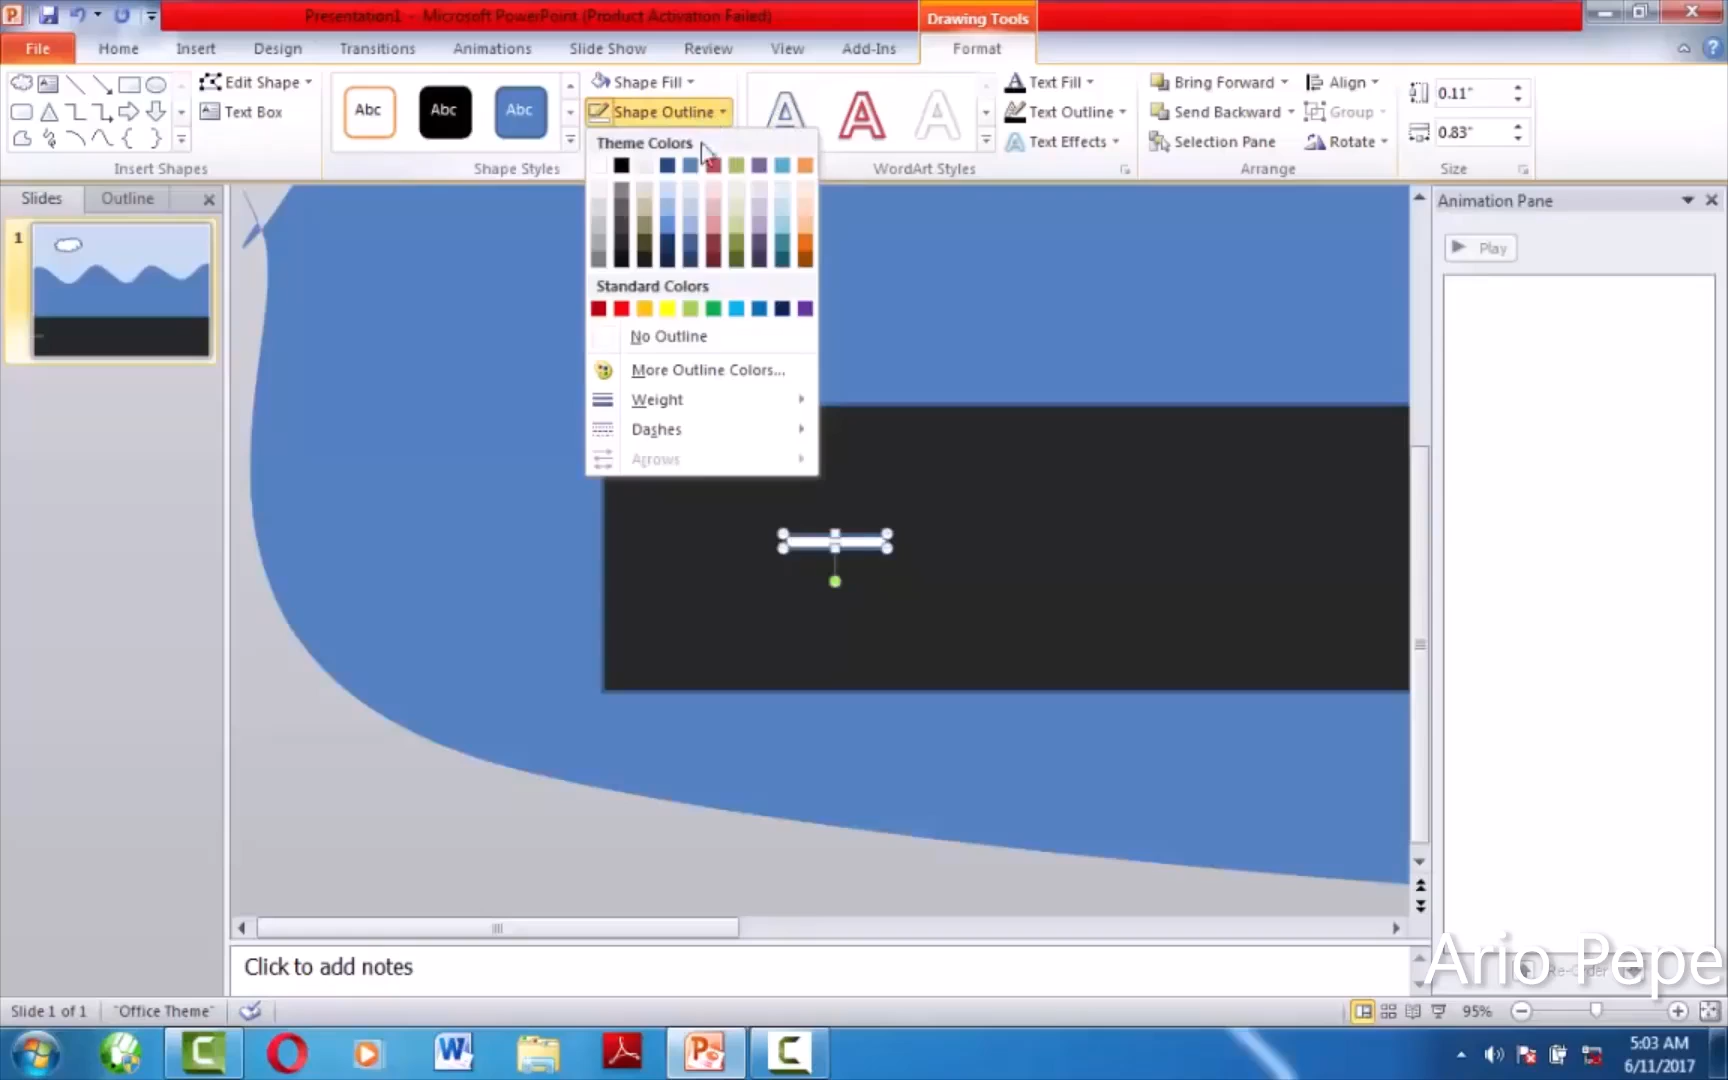 Presentation1 - Microsoft PowerPoint (Product Activation Failed)
Drawing Tools
File Home Insert Design Transitions Animations Slide Show Review View Add-Ins Format
Edit Shape
Text Box
Insert Shapes
Abc Abc Abc
Shape Fill
Shape Outline
Shape Styles
WordArt Styles
Text Fill
Text Outline
Text Effects
Bring Forward
Send Backward
Selection Pane
Align
Group
Rotate
Arrange
0.11"
0.83"
Size
Theme Colors
Standard Colors
No Outline
More Outline Colors...
Weight
Dashes
Arrows
Slides Outline
1
Animation Pane
Play
Re-Order
Ario Pepe
Click to add notes
Slide 1 of 1 "Office Theme" 95%
5:03 AM
6/11/2017